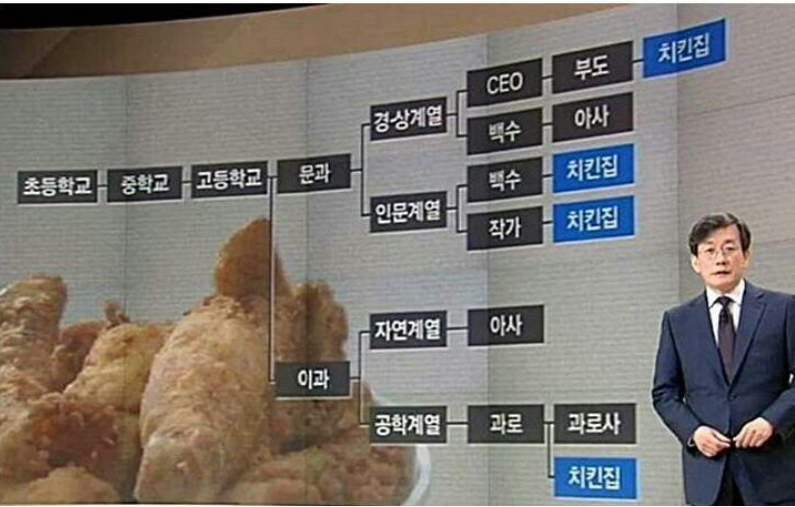 초등학교 중학교 고등학교 문과
경·상계열 CEO 부도 치킨집
백수 아사
인문계열 백수 치킨집
작가 치킨집
이과
자연계열 아사
공학계열 과로 과로사
치킨집